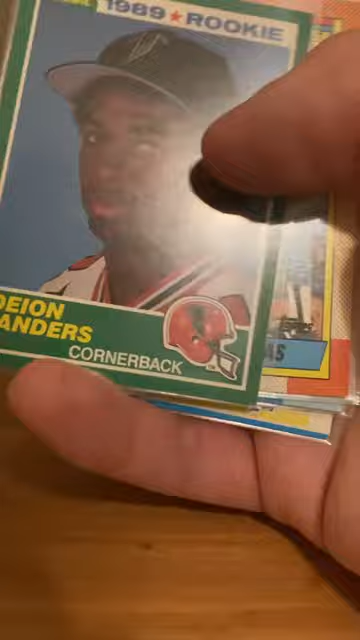 1989 ★ ROOKIE
DEION
ANDERS
CORNERBACK
AS